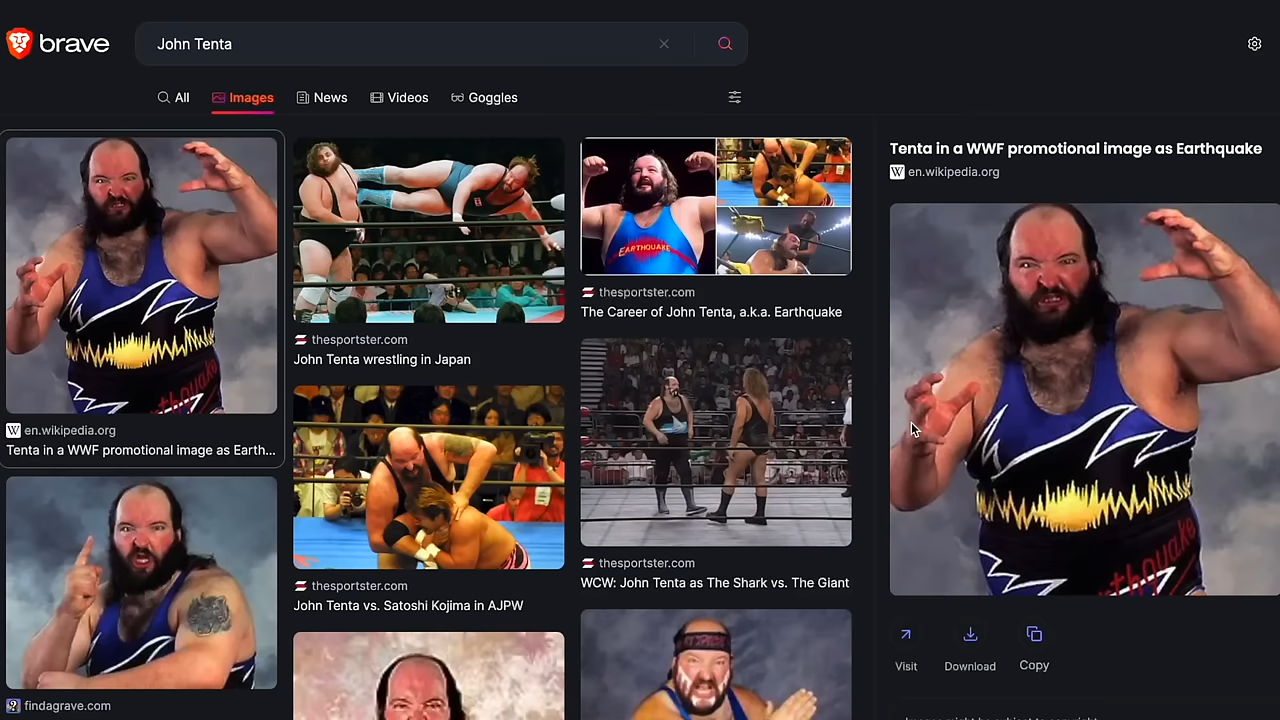 brave
John Tenta
All
Images
News
Videos
Goggles
en.wikipedia.org
Tenta in a WWF promotional image as Earth...
findagrave.com
thesportster.com
John Tenta wrestling in Japan
thesportster.com
John Tenta vs. Satoshi Kojima in AJPW
EARTHQUAKE
thesportster.com
The Career of John Tenta, a.k.a. Earthquake
thesportster.com
WCW: John Tenta as The Shark vs. The Giant
Tenta in a WWF promotional image as Earthquake
en.wikipedia.org
Visit
Download
Copy